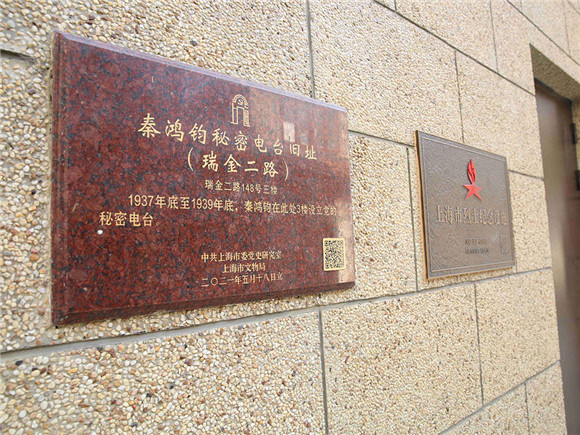 秦鸿钧秘密电台旧址
（瑞金二路）
瑞金二路148号三楼
1937年底至1939年底，秦鸿钧在此处3楼设立党的
秘密电台。
中共上海市委党史研究室
上海市文物局
二〇二一年五月十八日立
上海市烈士纪念设施